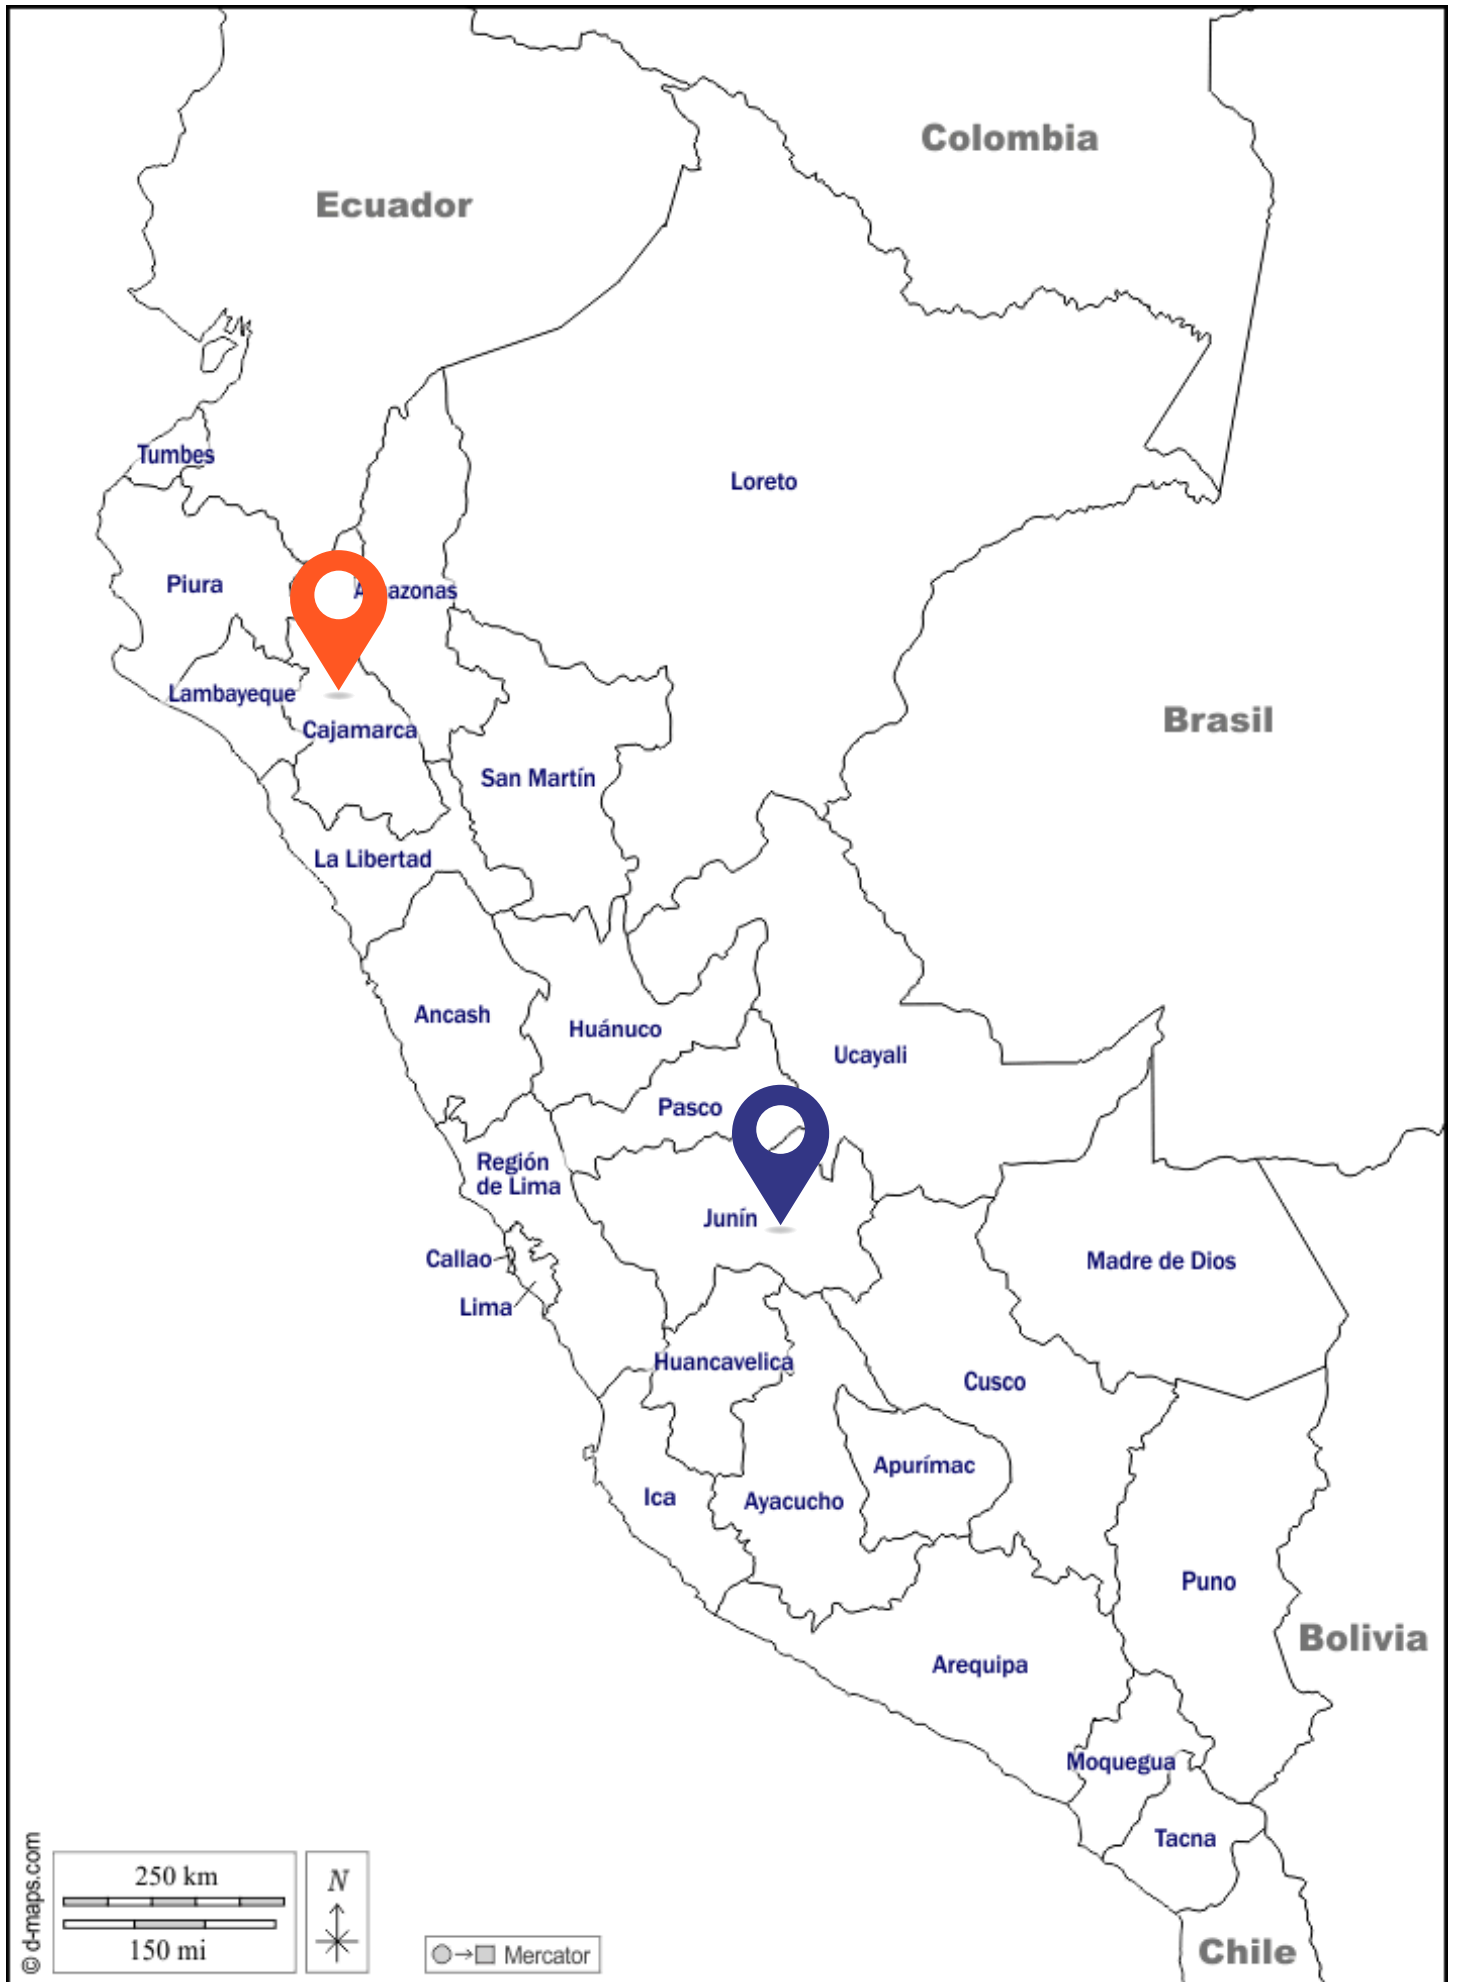 Colombia
Ecuador
Tumbes
Loreto
Piura
Amazonas
Lambayeque
Brasil
Cajamarca
San Martín
La Libertad
Ancash
Huánuco
Ucayali
Pasco
Región
de Lima
Junín
Callao
Madre de Dios
Lima
Huancavelica
Cusco
Apurímac
Ica
Ayacucho
Puno
Bolivia
Arequipa
Moquegua
Tacna
© d-maps.com
250 km
150 mi
N
Mercator
Chile